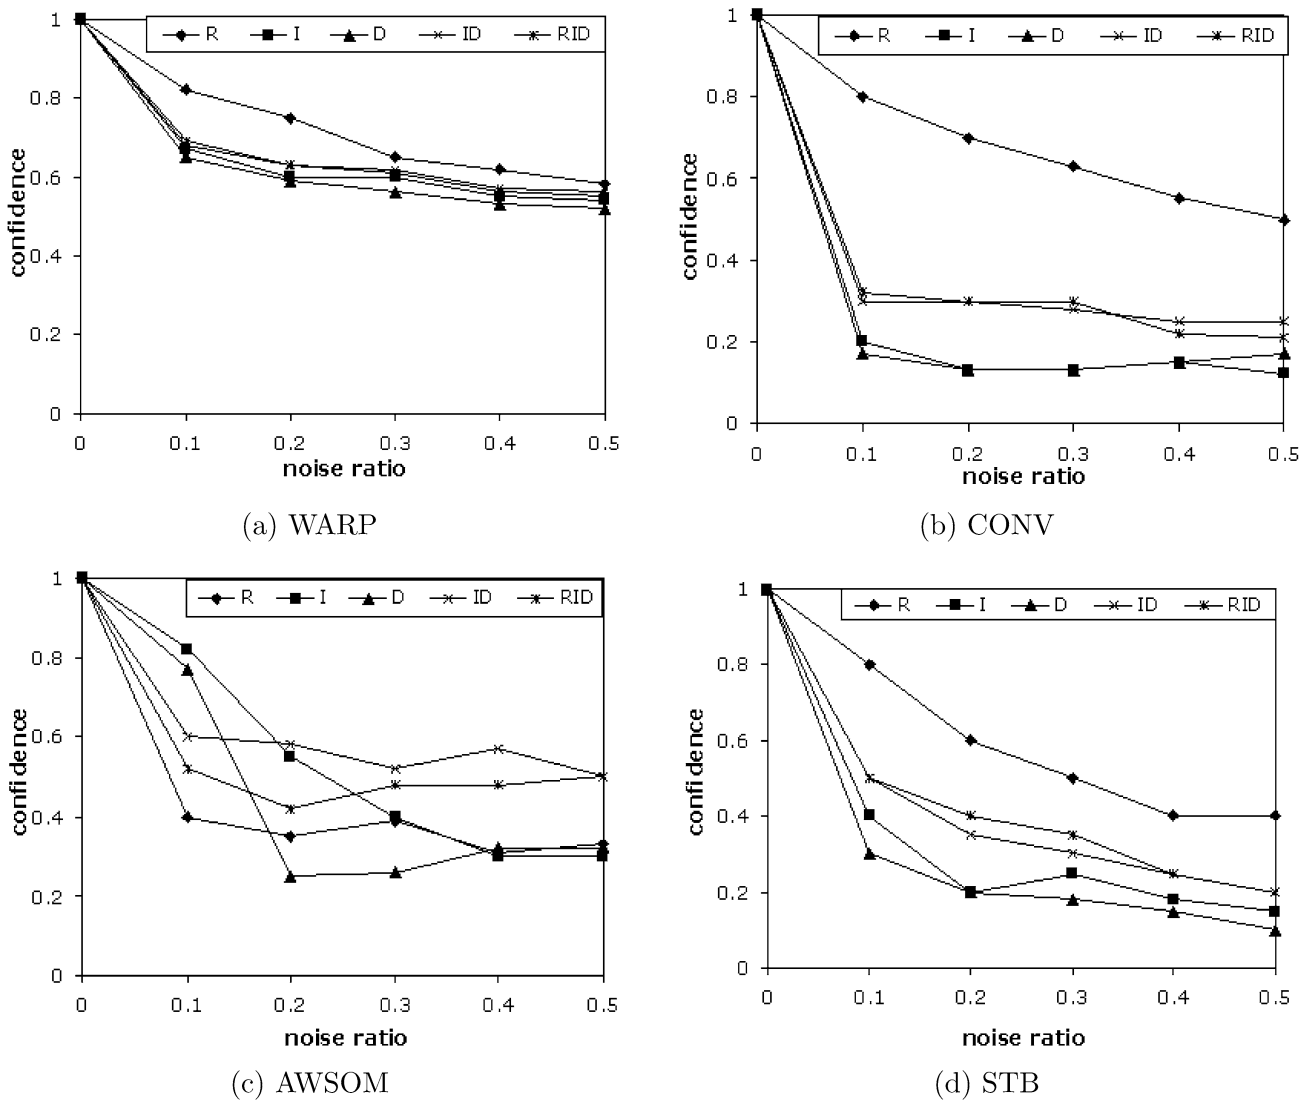 R I D ID RID
1
0.8
0.6
0.4
0.2
0
confidence
0 0.1 0.2 0.3 0.4 0.5
noise ratio
(a) WARP
R I D ID RID
1
0.8
0.6
0.4
0.2
0
confidence
0 0.1 0.2 0.3 0.4 0.5
noise ratio
(b) CONV
R I D ID RID
1
0.8
0.6
0.4
0.2
0
confidence
0 0.1 0.2 0.3 0.4 0.5
noise ratio
(c) AWSOM
R I D ID RID
1
0.8
0.6
0.4
0.2
0
confidence
0 0.1 0.2 0.3 0.4 0.5
noise ratio
(d) STB